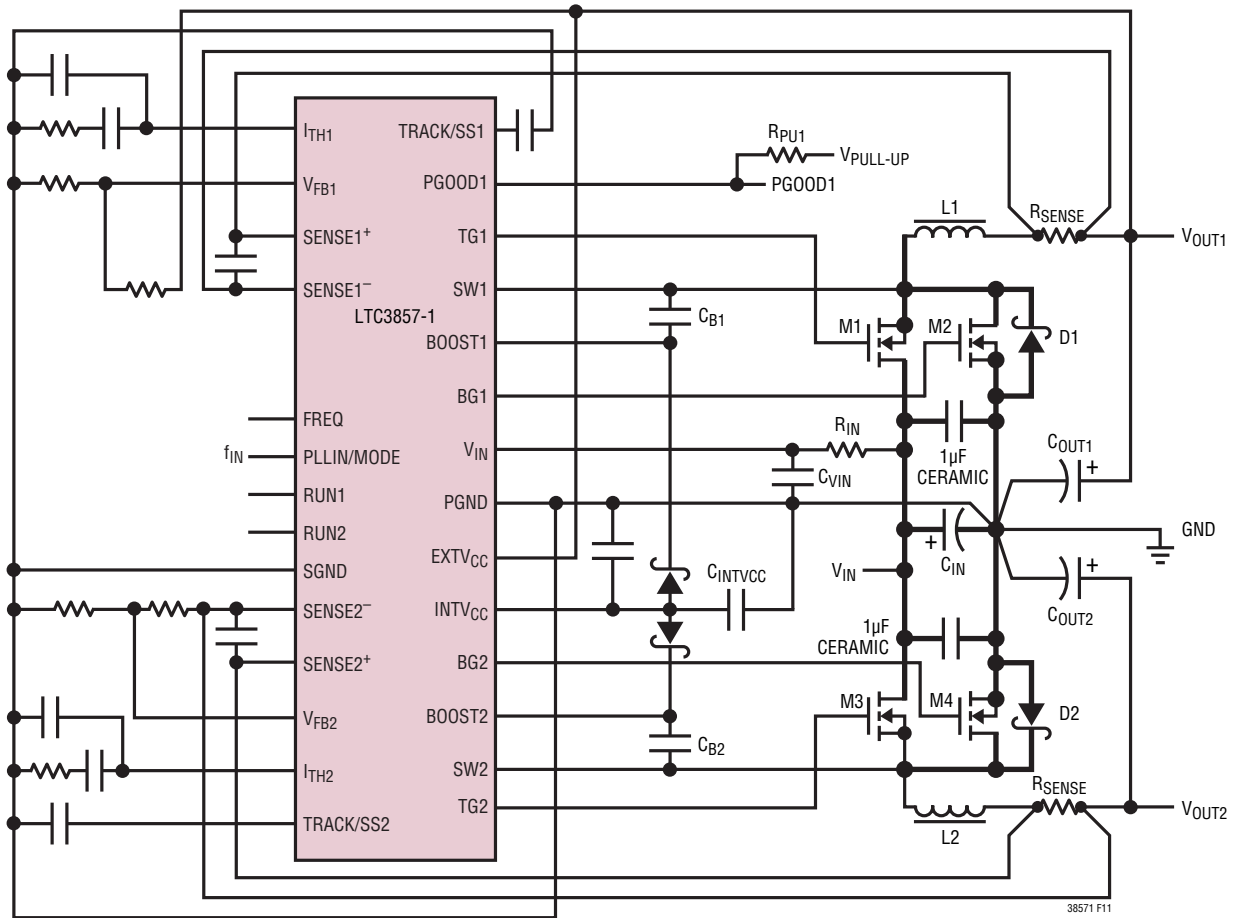 ITH1
TRACK/SS1
RPU1
VPULL-UP
VFB1
PGOOD1
PGOOD1
L1
RSENSE
SENSE1+
TG1
VOUT1
SENSE1–
SW1
LTC3857-1
CB1
M1
M2
D1
BOOST1
BG1
FREQ
RIN
fIN
PLLIN/MODE
VIN
1µF
CERAMIC
COUT1
+
CVIN
RUN1
PGND
RUN2
GND
+
CIN
EXTVCC
VIN
SGND
CINTVCC
+
COUT2
SENSE2–
INTVCC
1µF
CERAMIC
SENSE2+
BG2
M3
M4
D2
VFB2
BOOST2
CB2
ITH2
SW2
RSENSE
TG2
VOUT2
TRACK/SS2
L2
38571 F11